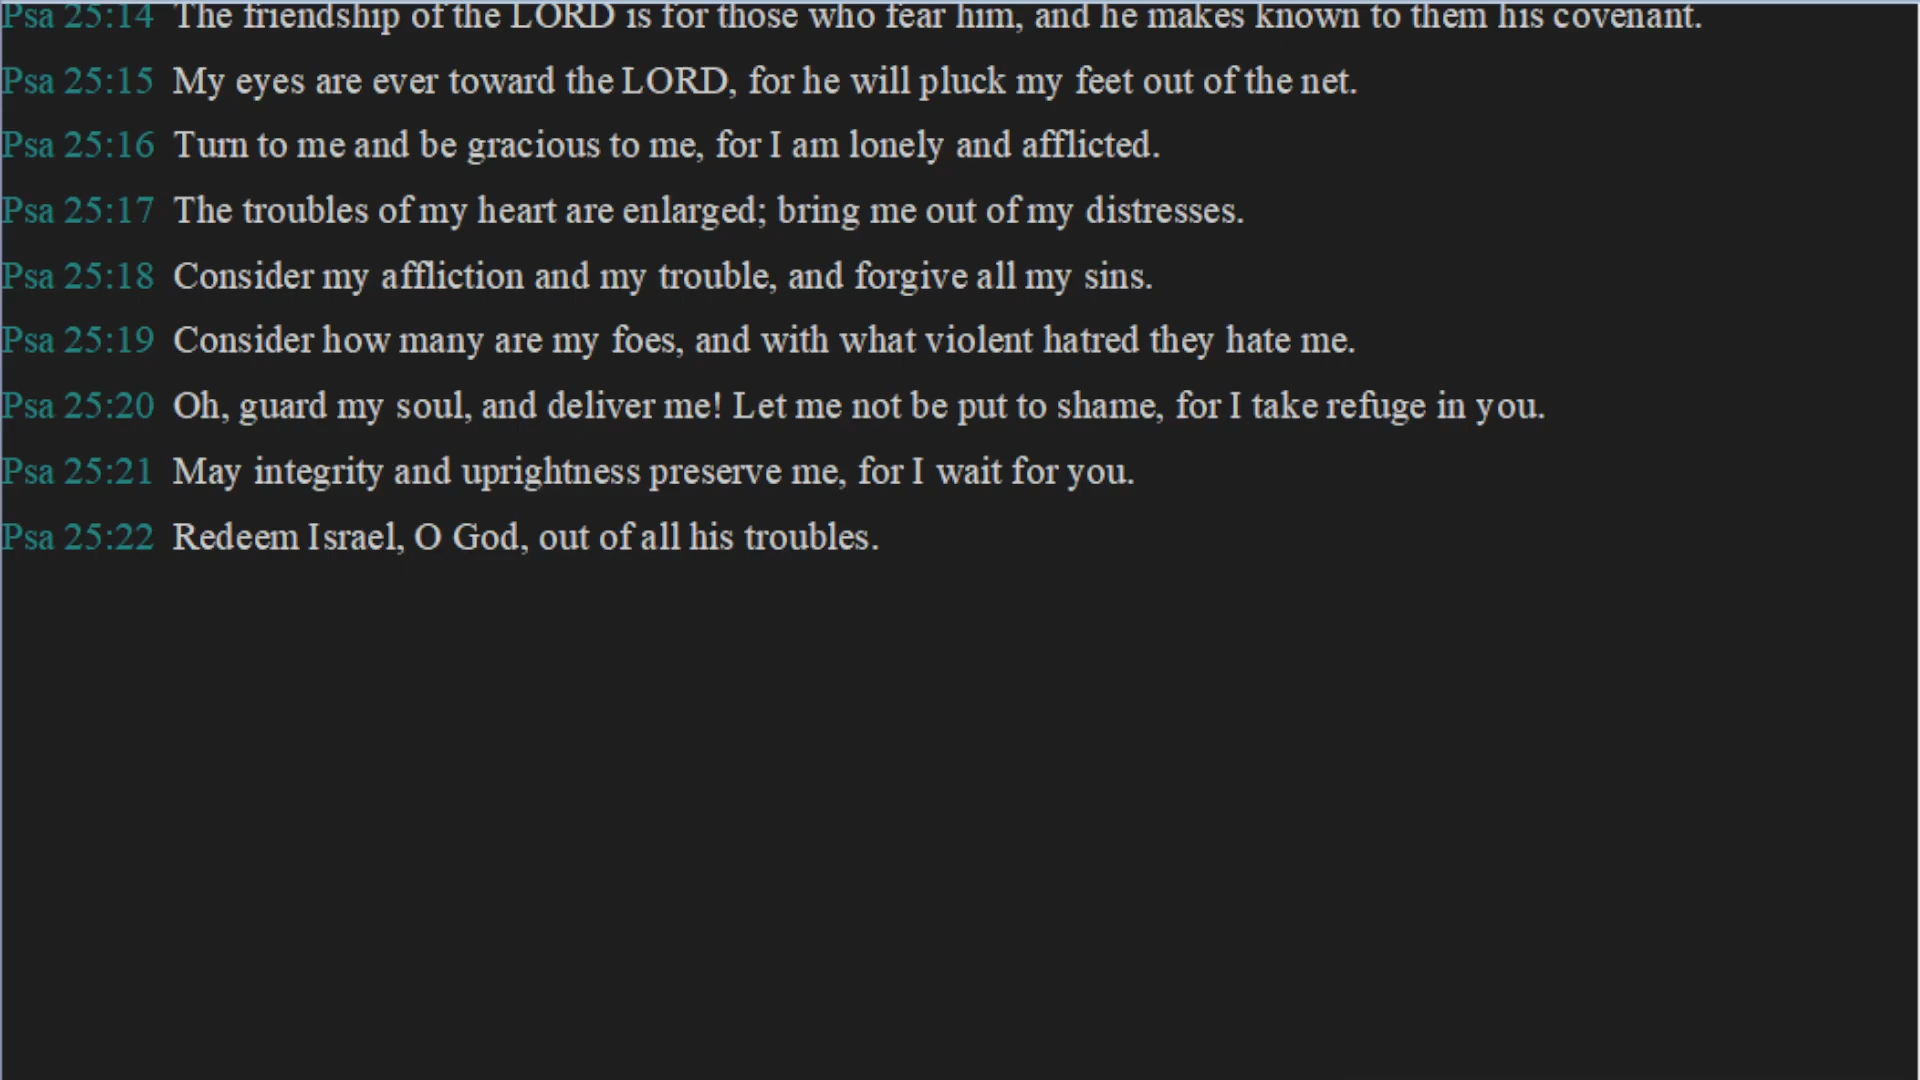 Psa 25:14 The friendship of the LORD is for those who fear him, and he makes known to them his covenant.
Psa 25:15 My eyes are ever toward the LORD, for he will pluck my feet out of the net.
Psa 25:16 Turn to me and be gracious to me, for I am lonely and afflicted.
Psa 25:17 The troubles of my heart are enlarged; bring me out of my distresses.
Psa 25:18 Consider my affliction and my trouble, and forgive all my sins.
Psa 25:19 Consider how many are my foes, and with what violent hatred they hate me.
Psa 25:20 Oh, guard my soul, and deliver me! Let me not be put to shame, for I take refuge in you.
Psa 25:21 May integrity and uprightness preserve me, for I wait for you.
Psa 25:22 Redeem Israel, O God, out of all his troubles.